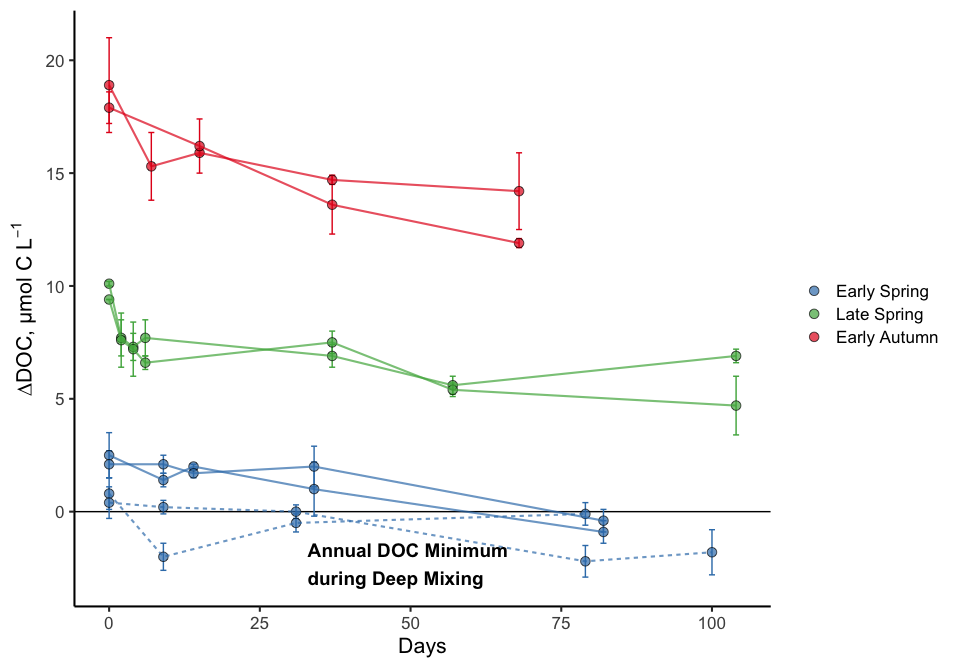 ΔDOC, μmol C L⁻¹
20
15
10
5
0
Annual DOC Minimum
during Deep Mixing
0 25 50 75 100
Days
Early Spring
Late Spring
Early Autumn